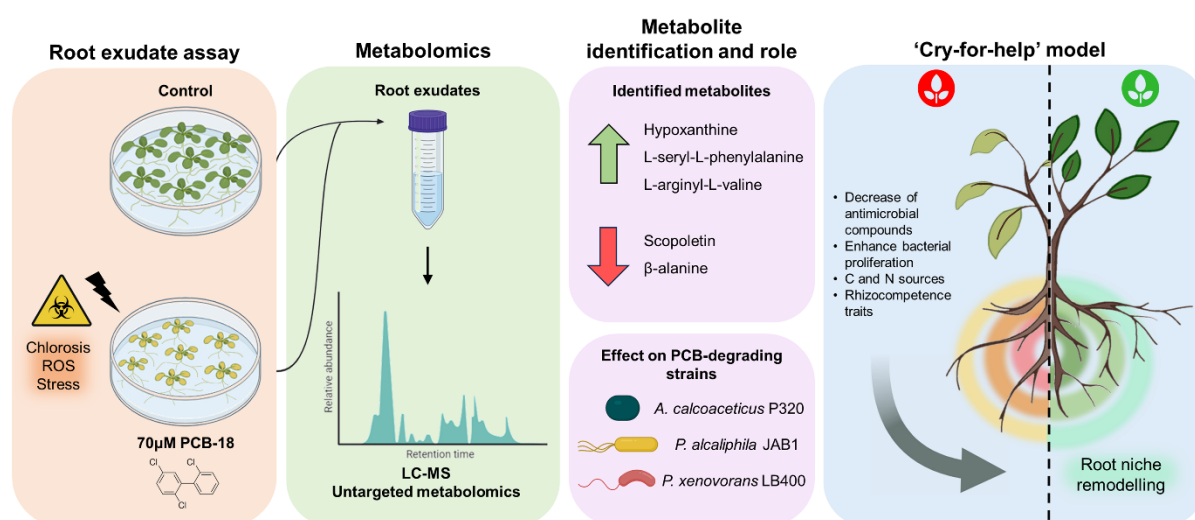 Root exudate assay
Control
Chlorosis
ROS
Stress
70µM PCB-18
Cl
Cl
Cl
Metabolomics
Root exudates
Relative abundance
Retention time
LC-MS
Untargeted metabolomics
Metabolite
identification and role
Identified metabolites
Hypoxanthine
L-seryl-L-phenylalanine
L-arginyl-L-valine
Scopoletin
β-alanine
Effect on PCB-degrading
strains
A. calcoaceticus P320
P. alcaliphila JAB1
P. xenovorans LB400
‘Cry-for-help’ model
• Decrease of
antimicrobial
compounds
• Enhance bacterial
proliferation
• C and N sources
• Rhizocompetence
traits
Root niche
remodelling